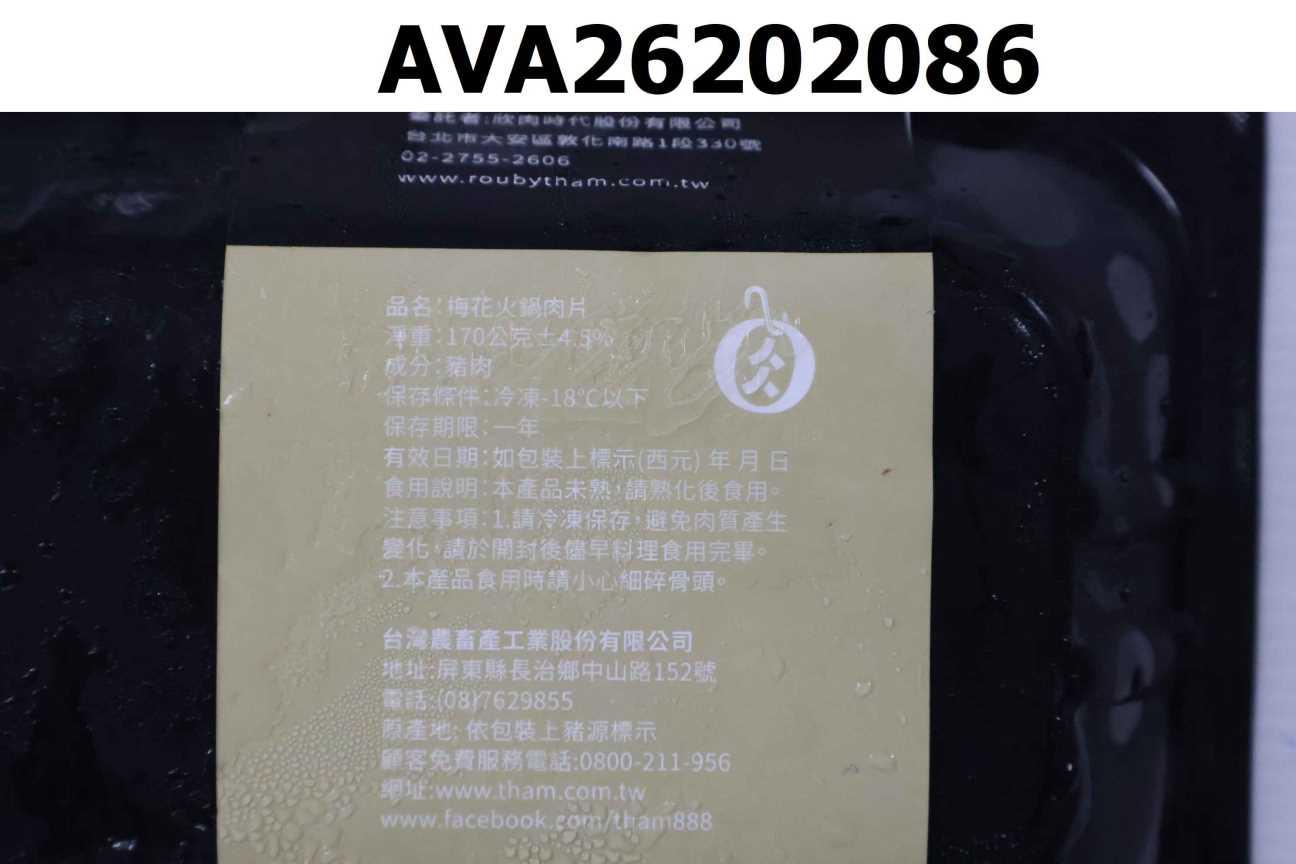 AVA26202086
委託者:欣肉時代股份有限公司
台北市大安區敦化南路1段330號
02-2755-2606
www.roubytham.com.tw
品名:梅花火鍋肉片
淨重:170公克±4.5%
成分:豬肉
保存條件:冷凍-18℃以下
保存期限:一年
有效日期:如包裝上標示(西元) 年 月 日
食用說明:本產品未熟,請熟化後食用。
注意事項:1.請冷凍保存,避免肉質產生
變化,請於開封後儘早料理食用完畢。
2.本產品食用時請小心細碎骨頭。
台灣農畜產工業股份有限公司
地址:屏東縣長治鄉中山路152號
電話:(08)7629855
原產地: 依包裝上豬源標示
顧客免費服務電話:0800-211-956
網址:www.tham.com.tw
www.facebook.com/tham888